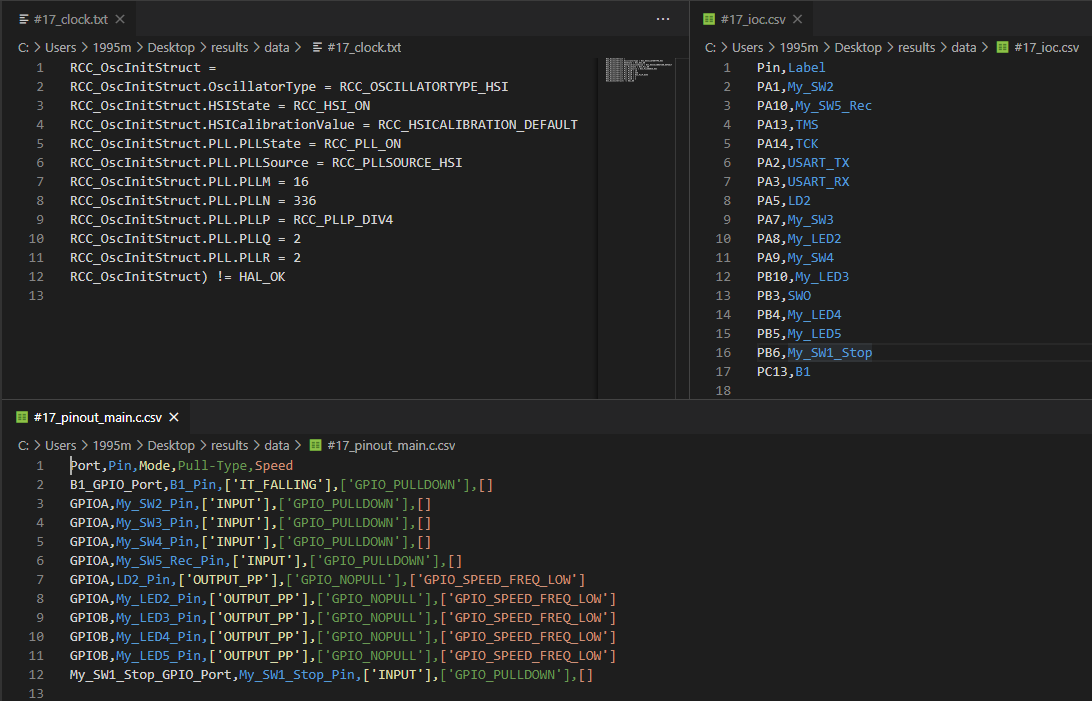 #17_clock.txt
C: > Users > 1995m > Desktop > results > data > #17_clock.txt
1 RCC_OscInitStruct =
2 RCC_OscInitStruct.OscillatorType = RCC_OSCILLATORTYPE_HSI
3 RCC_OscInitStruct.HSIState = RCC_HSI_ON
4 RCC_OscInitStruct.HSICalibrationValue = RCC_HSICALIBRATION_DEFAULT
5 RCC_OscInitStruct.PLL.PLLState = RCC_PLL_ON
6 RCC_OscInitStruct.PLL.PLLSource = RCC_PLLSOURCE_HSI
7 RCC_OscInitStruct.PLL.PLLM = 16
8 RCC_OscInitStruct.PLL.PLLN = 336
9 RCC_OscInitStruct.PLL.PLLP = RCC_PLLP_DIV4
10 RCC_OscInitStruct.PLL.PLLQ = 2
11 RCC_OscInitStruct.PLL.PLLR = 2
12 RCC_OscInitStruct) != HAL_OK
13
#17_ioc.csv
C: > Users > 1995m > Desktop > results > data > #17_ioc.csv
1 Pin,Label
2 PA1,My_SW2
3 PA10,My_SW5_Rec
4 PA13,TMS
5 PA14,TCK
6 PA2,USART_TX
7 PA3,USART_RX
8 PA5,LD2
9 PA7,My_SW3
10 PA8,My_LED2
11 PA9,My_SW4
12 PB10,My_LED3
13 PB3,SWO
14 PB4,My_LED4
15 PB5,My_LED5
16 PB6,My_SW1_Stop
17 PC13,B1
18
#17_pinout_main.c.csv
C: > Users > 1995m > Desktop > results > data > #17_pinout_main.c.csv
1 Port,Pin,Mode,Pull-Type,Speed
2 B1_GPIO_Port,B1_Pin,['IT_FALLING'],['GPIO_PULLDOWN'],[]
3 GPIOA,My_SW2_Pin,['INPUT'],['GPIO_PULLDOWN'],[]
4 GPIOA,My_SW3_Pin,['INPUT'],['GPIO_PULLDOWN'],[]
5 GPIOA,My_SW4_Pin,['INPUT'],['GPIO_PULLDOWN'],[]
6 GPIOA,My_SW5_Rec_Pin,['INPUT'],['GPIO_PULLDOWN'],[]
7 GPIOA,LD2_Pin,['OUTPUT_PP'],['GPIO_NOPULL'],['GPIO_SPEED_FREQ_LOW']
8 GPIOA,My_LED2_Pin,['OUTPUT_PP'],['GPIO_NOPULL'],['GPIO_SPEED_FREQ_LOW']
9 GPIOB,My_LED3_Pin,['OUTPUT_PP'],['GPIO_NOPULL'],['GPIO_SPEED_FREQ_LOW']
10 GPIOB,My_LED4_Pin,['OUTPUT_PP'],['GPIO_NOPULL'],['GPIO_SPEED_FREQ_LOW']
11 GPIOB,My_LED5_Pin,['OUTPUT_PP'],['GPIO_NOPULL'],['GPIO_SPEED_FREQ_LOW']
12 My_SW1_Stop_GPIO_Port,My_SW1_Stop_Pin,['INPUT'],['GPIO_PULLDOWN'],[]
13